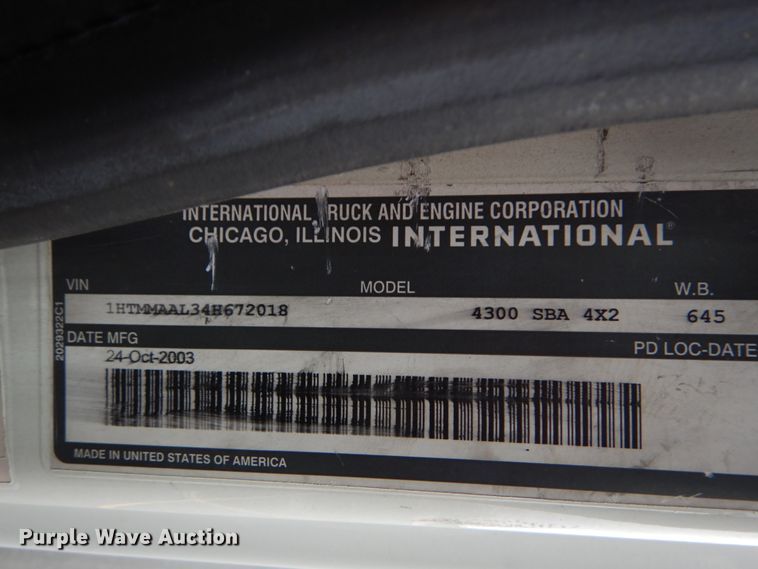 INTERNATIONAL TRUCK AND ENGINE CORPORATION
CHICAGO, ILLINOIS INTERNATIONAL
VIN MODEL W.B.
1HTMMAAL34H672018 4300 SBA 4X2 645
DATE MFG PD LOC-DATE
24-Oct-2003
MADE IN UNITED STATES OF AMERICA
2029322C1
Purple Wave Auction